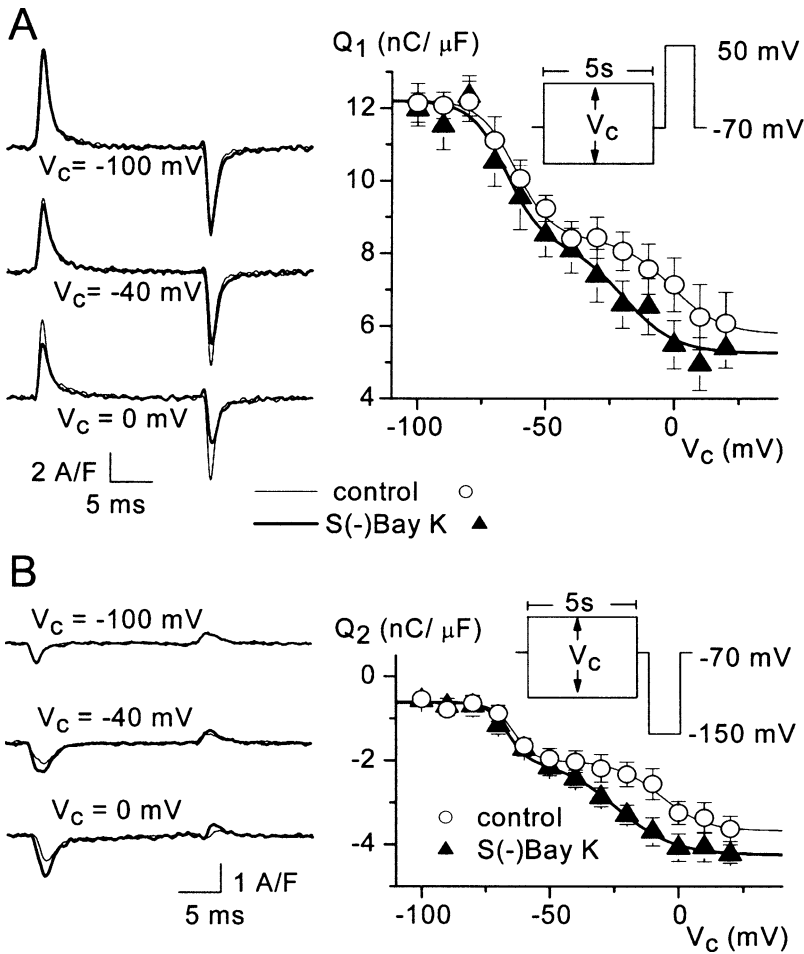 A
Q1 (nC/ μF)
12
10
8
6
4
-100
-50
0
VC (mV)
5s
VC
50 mV
-70 mV
VC= -100 mV
VC= -40 mV
VC = 0 mV
2 A/F
5 ms
control
S(-)Bay K
B
VC = -100 mV
VC = -40 mV
VC = 0 mV
1 A/F
5 ms
Q2 (nC/ μF)
0
-2
-4
-100
-50
0
VC (mV)
5s
VC
-70 mV
-150 mV
control
S(-)Bay K